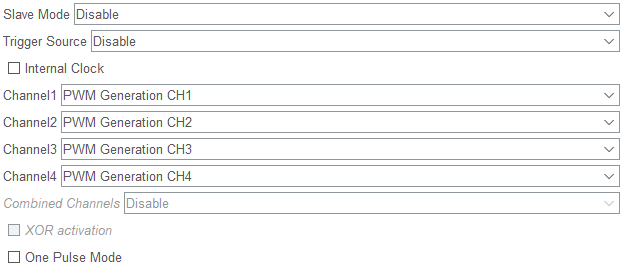 Slave Mode Disable
Trigger Source Disable
Internal Clock
Channel1 PWM Generation CH1
Channel2 PWM Generation CH2
Channel3 PWM Generation CH3
Channel4 PWM Generation CH4
Combined Channels Disable
XOR activation
One Pulse Mode